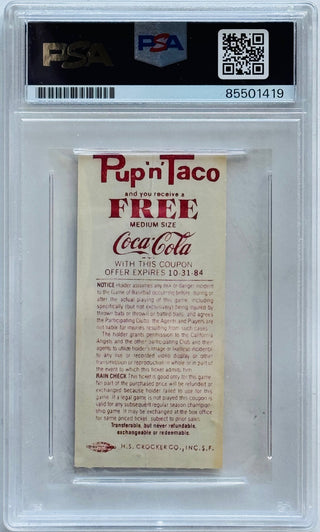 PSA
PSA
85501419
Pup'n'Taco
and you receive a
FREE
MEDIUM SIZE
Coca-Cola
WITH THIS COUPON
OFFER EXPIRES 10-31-84
NOTICE Holder assumes any risk or danger incident
to the Game of Baseball occurring before, during or
after the actual playing of this game, including
specifically (but not exclusively) being injured by
thrown bats or thrown or batted balls, and agrees
the Participating Clubs, the Agents and Players are
not liable for injuries resulting from such causes.
The holder grants permission to the California
Angels and the other participating Club and their
agents to utilize holder's image or likeness incidental
to any live or recorded video display or other
transmission or reproduction in whole or in part of
the event to which this ticket admits him.
RAIN CHECK This ticket is good only for this game.
No part of the purchased price will be refunded or
exchanged because holder failed to use for this
game. If a legal game is not played this coupon is
valid for any subsequent regular season champion-
ship game. It may be exchanged at the box office
for same priced ticket, subject to prior sales.
Transferable, but never refundable,
exchangeable or redeemable.
H.S. CROCKER CO., INC. S.F.